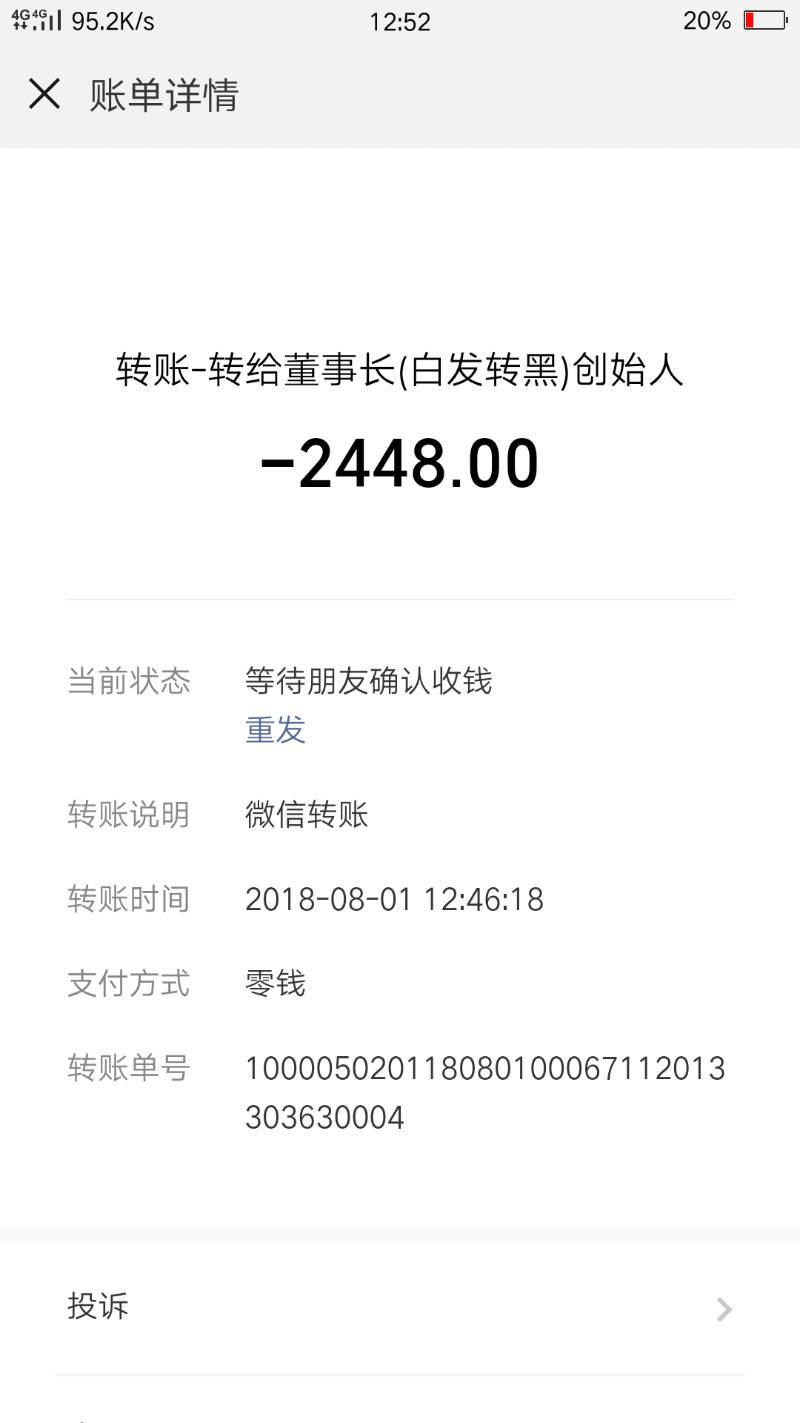 4G 4G 95.2K/s 12:52 20%
账单详情
转账-转给董事长(白发转黑)创始人
-2448.00
当前状态 等待朋友确认收钱
重发
转账说明 微信转账
转账时间 2018-08-01 12:46:18
支付方式 零钱
转账单号 100005020118080100067112013
303630004
投诉